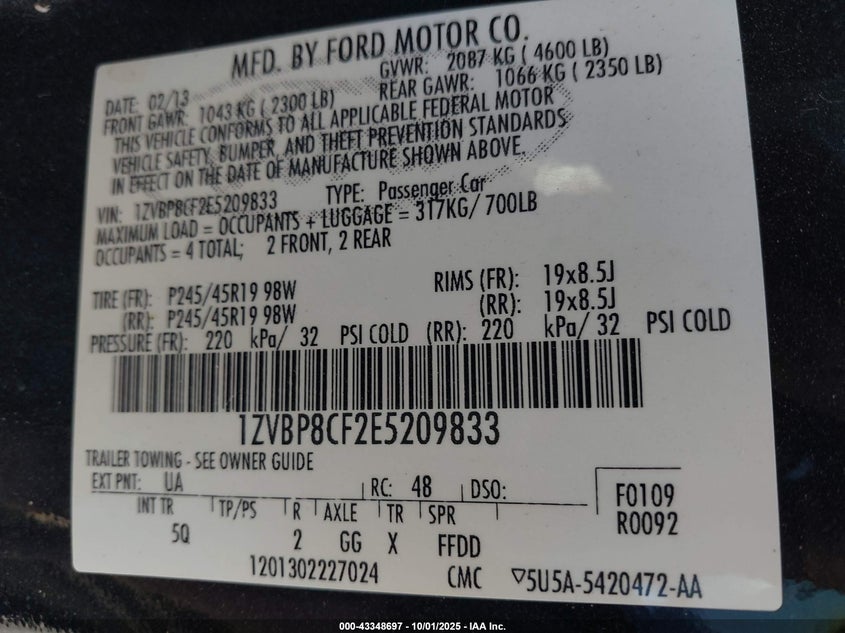 MFD. BY FORD MOTOR CO.
DATE: 02/13 GVWR: 2087 KG ( 4600 LB)
FRONT GAWR: 1043 KG ( 2300 LB) REAR GAWR: 1066 KG ( 2350 LB)
THIS VEHICLE CONFORMS TO ALL APPLICABLE FEDERAL MOTOR
VEHICLE SAFETY, BUMPER, AND THEFT PREVENTION STANDARDS
IN EFFECT ON THE DATE OF MANUFACTURE SHOWN ABOVE.
VIN: 1ZVBP8CF2E5209833 TYPE: Passenger Car
MAXIMUM LOAD = OCCUPANTS + LUGGAGE = 317KG/ 700LB
OCCUPANTS = 4 TOTAL; 2 FRONT, 2 REAR
TIRE (FR): P245/45R19 98W RIMS (FR): 19x8.5J
(RR): P245/45R19 98W (RR): 19x8.5J
PRESSURE (FR): 220 kPa/ 32 PSI COLD (RR): 220 kPa/ 32 PSI COLD
1ZVBP8CF2E5209833
TRAILER TOWING - SEE OWNER GUIDE
EXT PNT: UA RC: 48 DSO:
INT TR TP/PS R AXLE TR SPR
5Q 2 GG X FFDD
F0109
R0092
1201302227024 CMC 5U5A-5420472-AA
000-43348697 - 10/01/2025 - IAA Inc.